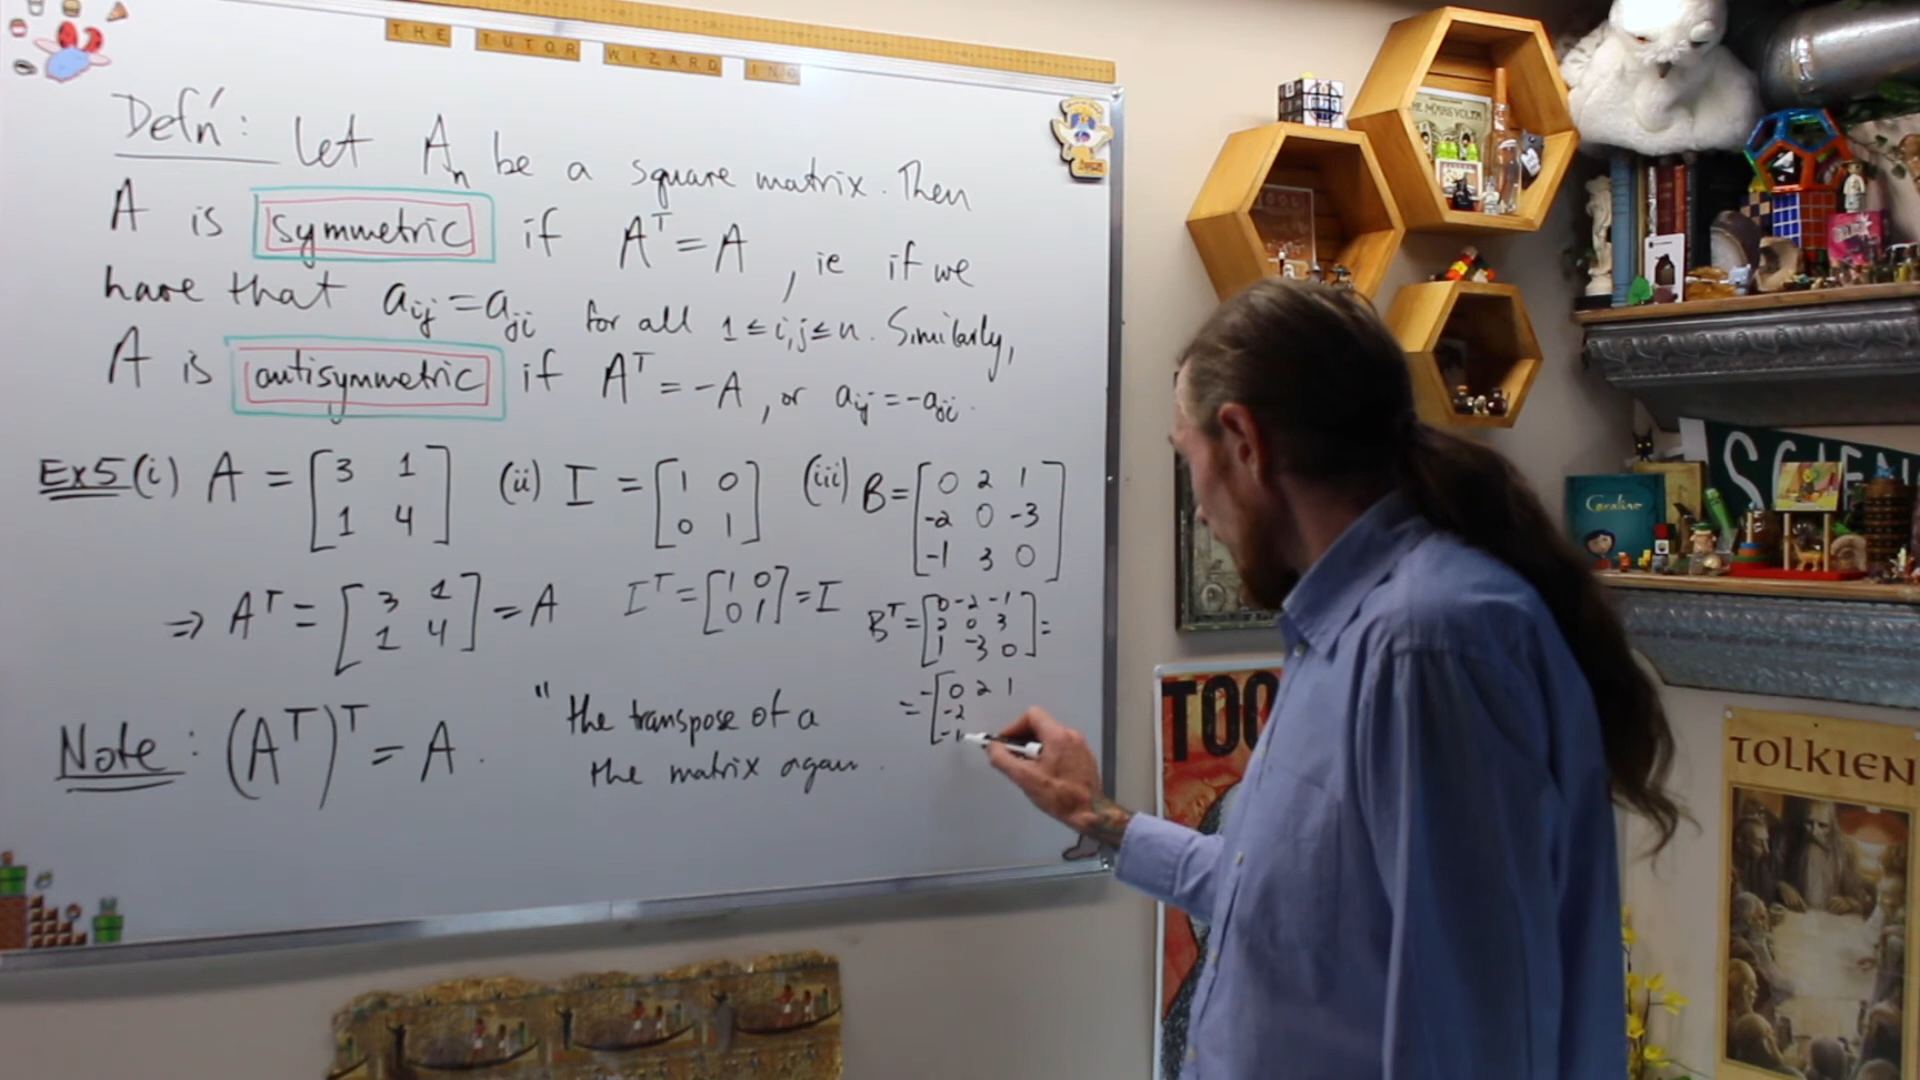 THE TUTOR WIZARD INC
Def'n: Let Aₙ be a square matrix. Then
A is symmetric if Aᵀ = A, ie if we
have that aᵢⱼ = aⱼᵢ for all 1 ≤ i,j ≤ n. Similarly,
A is antisymmetric if Aᵀ = -A, or aᵢⱼ = -aⱼᵢ.
Ex5 (i) A = [3 1; 1 4] (ii) I = [1 0; 0 1] (iii) B = [0 2 1; -2 0 -3; -1 3 0]
⇒ Aᵀ = [3 1; 1 4] = A Iᵀ = [1 0; 0 1] = I Bᵀ = [0 -2 -1; 2 0 3; 1 -3 0] =
= -[0 2 1; -2; -1
Note: (Aᵀ)ᵀ = A. "the transpose of a
the matrix again.
Coraline
TOO
TOLKIEN